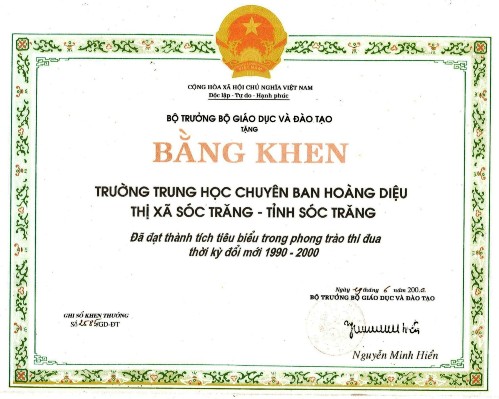 CỘNG HÒA XÃ HỘI CHỦ NGHĨA VIỆT NAM
Độc lập - Tự do - Hạnh phúc
BỘ TRƯỞNG BỘ GIÁO DỤC VÀ ĐÀO TẠO
TẶNG
BẰNG KHEN
TRƯỜNG TRUNG HỌC CHUYÊN BAN HOÀNG DIỆU
THỊ XÃ SÓC TRĂNG - TỈNH SÓC TRĂNG
Đã đạt thành tích tiêu biểu trong phong trào thi đua
thời kỳ đổi mới 1990 - 2000
Ngày tháng 6 năm 200
BỘ TRƯỞNG BỘ GIÁO DỤC VÀ ĐÀO TẠO
GHI SỔ KHEN THƯỞNG
Số GD-ĐT
Nguyễn Minh Hiển